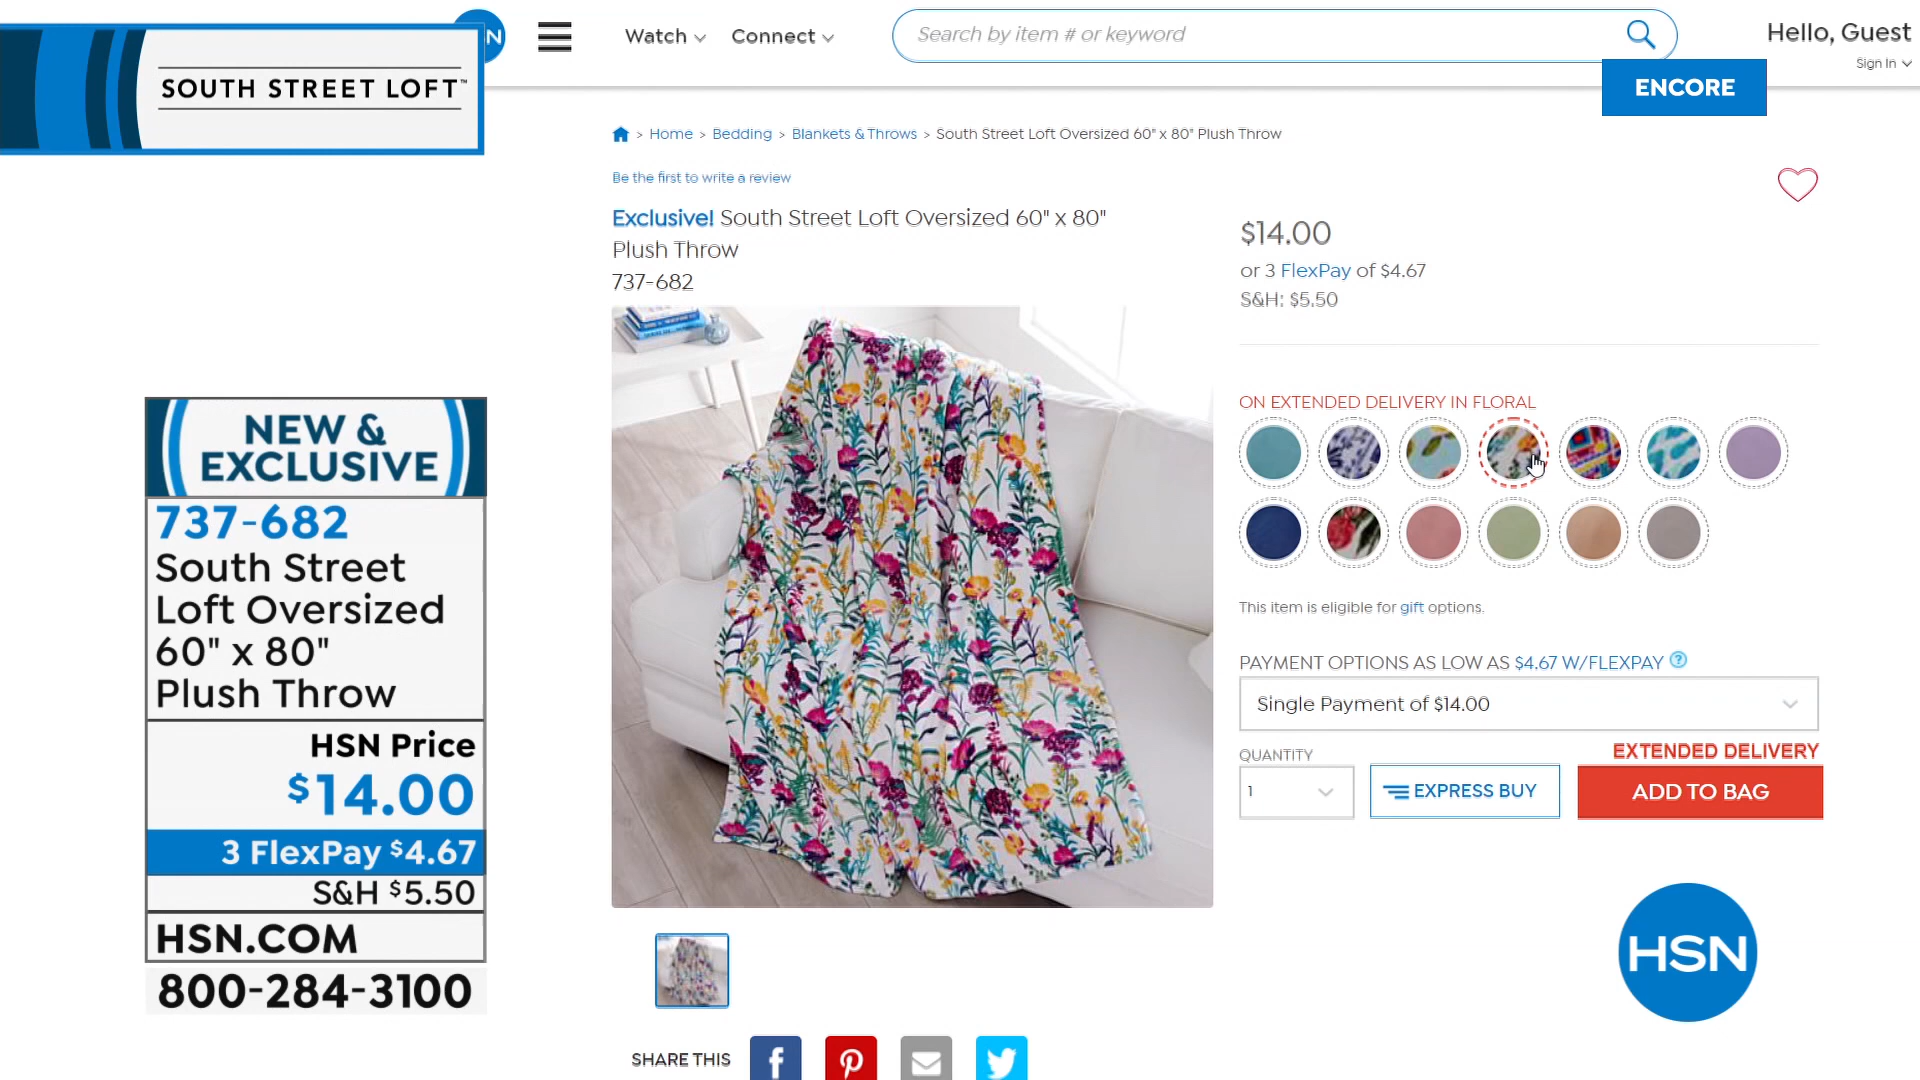 SOUTH STREET LOFT™
N
Watch
Connect
Search by item # or keyword
Hello, Guest
Sign In
ENCORE
> Home > Bedding > Blankets & Throws > South Street Loft Oversized 60" x 80" Plush Throw
Be the first to write a review
Exclusive! South Street Loft Oversized 60" x 80"
Plush Throw
737-682
$14.00
or 3 FlexPay of $4.67
S&H: $5.50
ON EXTENDED DELIVERY IN FLORAL
This item is eligible for gift options.
PAYMENT OPTIONS AS LOW AS $4.67 W/FLEXPAY ?
Single Payment of $14.00
QUANTITY
EXTENDED DELIVERY
1
EXPRESS BUY
ADD TO BAG
NEW &
EXCLUSIVE
737-682
South Street
Loft Oversized
60" x 80"
Plush Throw
HSN Price
$14.00
3 FlexPay $4.67
S&H $5.50
HSN.COM
800-284-3100
HSN
SHARE THIS